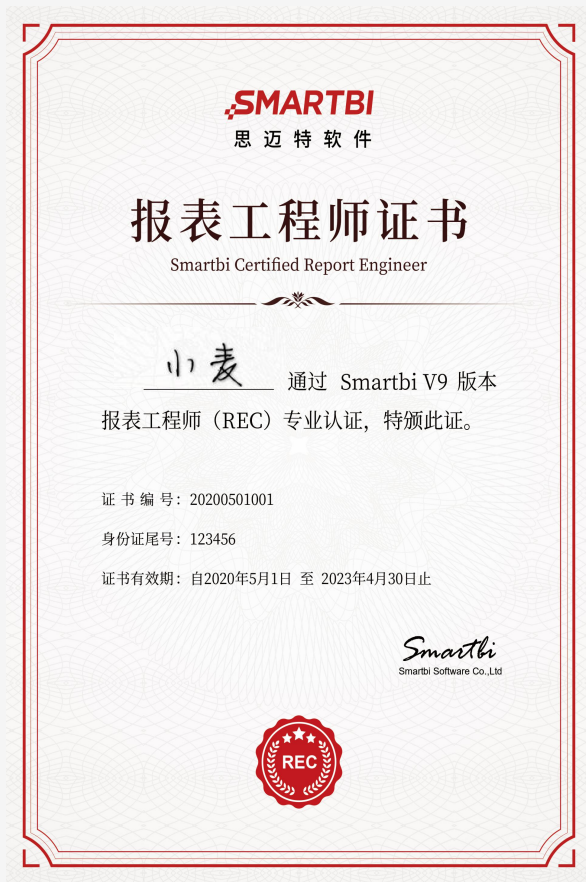 SMARTBI
思迈特软件
报表工程师证书
Smartbi Certified Report Engineer
小麦 通过 Smartbi V9 版本
报表工程师（REC）专业认证，特颁此证。
证书编号：20200501001
身份证尾号：123456
证书有效期：自2020年5月1日 至 2023年4月30日止
Smartbi
Smartbi Software Co.,Ltd
REC